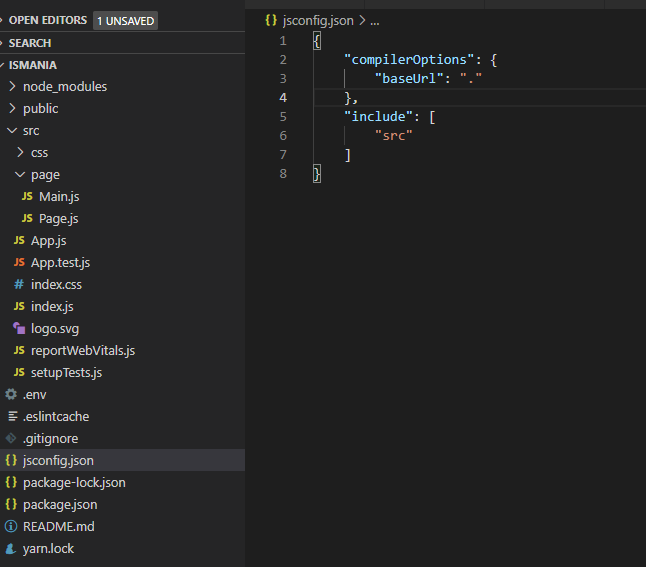 OPEN EDITORS 1 UNSAVED
SEARCH
ISMANIA
node_modules
public
src
css
page
JS Main.js
JS Page.js
JS App.js
JS App.test.js
# index.css
JS index.js
logo.svg
JS reportWebVitals.js
JS setupTests.js
.env
.eslintcache
.gitignore
{} jsconfig.json
{} package-lock.json
{} package.json
README.md
yarn.lock
{} jsconfig.json > ...
1 {
2 "compilerOptions": {
3 "baseUrl": "."
4 },
5 "include": [
6 "src"
7 ]
8 }